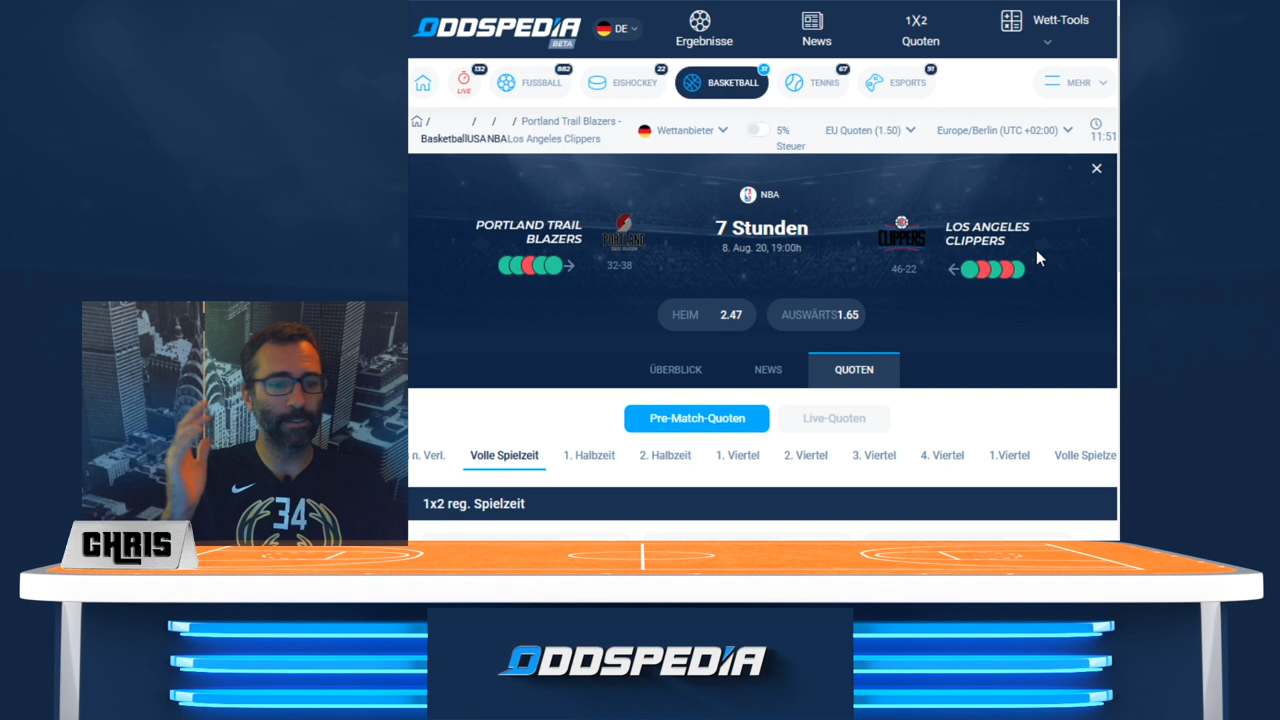 ODDSPEDIA
BETA
DE
Ergebnisse
News
1X2
Quoten
Wett-Tools
LIVE
132
FUSSBALL
882
EISHOCKEY
22
BASKETBALL
31
TENNIS
67
ESPORTS
91
MEHR
/ / / / Portland Trail Blazers -
BasketballUSANBALos Angeles Clippers
Wettanbieter
5%
Steuer
EU Quoten (1.50)
Europe/Berlin (UTC +02:00)
11:51
NBA
PORTLAND TRAIL
BLAZERS
PORTLAND
32-38
7 Stunden
8. Aug. 20, 19:00h
CLIPPERS
46-22
LOS ANGELES
CLIPPERS
HEIM 2.47
AUSWÄRTS1.65
ÜBERBLICK
NEWS
QUOTEN
Pre-Match-Quoten
Live-Quoten
n. Verl.
Volle Spielzeit
1. Halbzeit
2. Halbzeit
1. Viertel
2. Viertel
3. Viertel
4. Viertel
1.Viertel
Volle Spielze
1x2 reg. Spielzeit
34
CHRIS
ODDSPEDIA